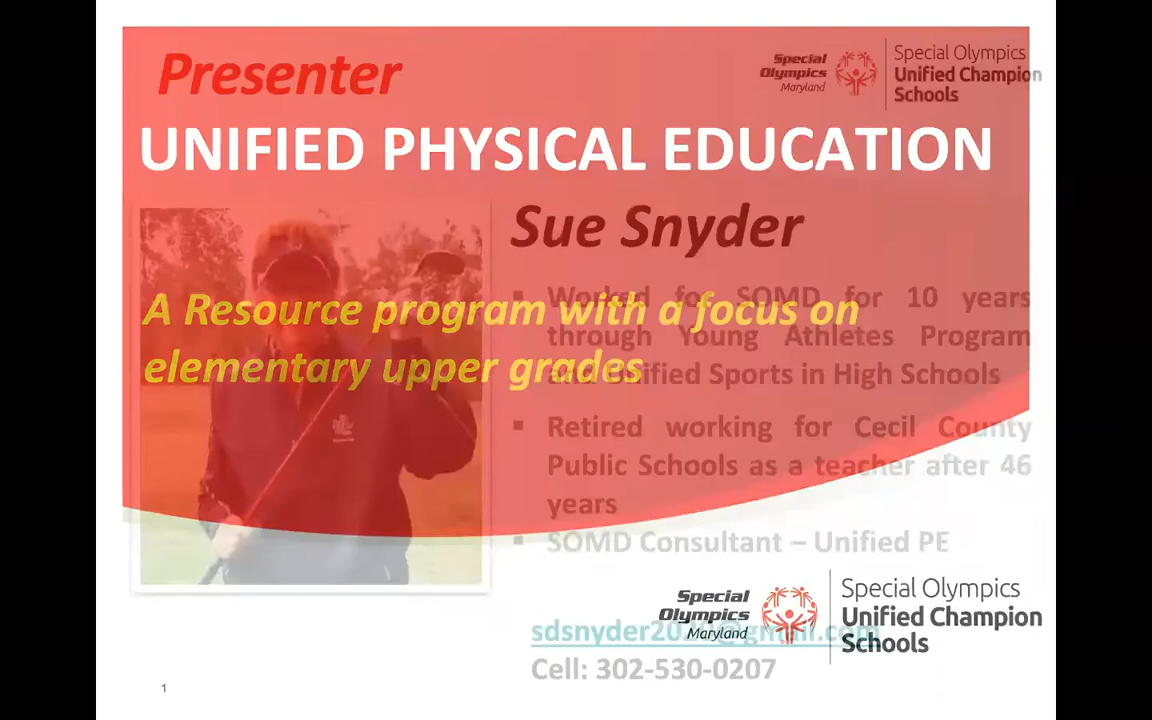 Presenter
Special Olympics Maryland
Special Olympics
Unified Champion
Schools
UNIFIED PHYSICAL EDUCATION
Sue Snyder
A Resource program with a focus on
elementary upper grades
▪ Worked for SOMD for 10 years
through Young Athletes Program
and Unified Sports in High Schools
▪ Retired working for Cecil County
Public Schools as a teacher after 46
years
▪ SOMD Consultant – Unified PE
Special Olympics Maryland
Special Olympics
Unified Champion
Schools
Cell: 302-530-0207
1